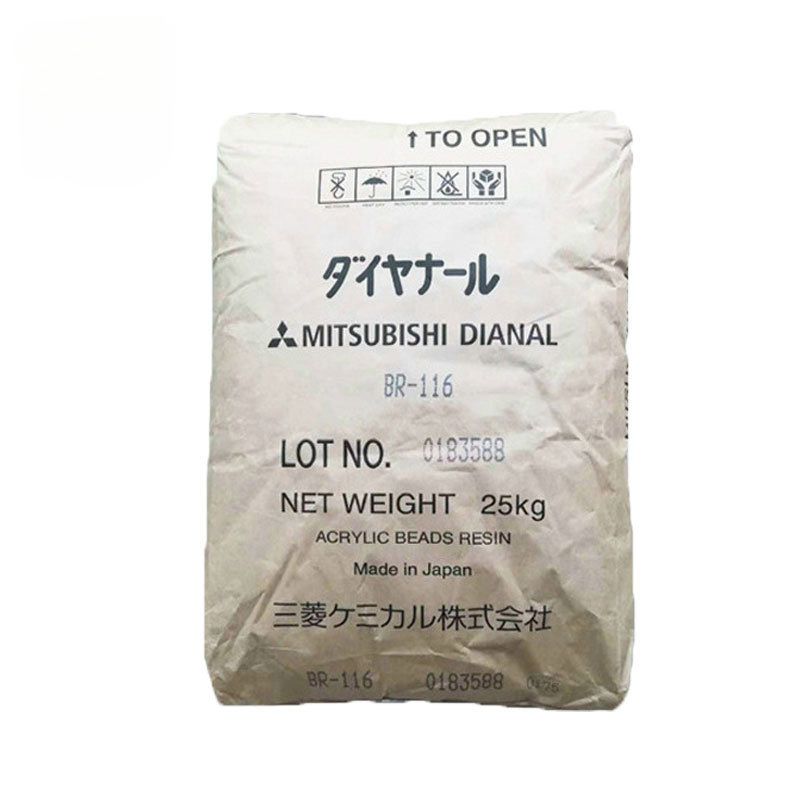 ↑TO OPEN
ダイヤナール
MITSUBISHI DIANAL
BR-116
LOT NO. 0183588
NET WEIGHT 25kg
ACRYLIC BEADS RESIN
Made in Japan
三菱ケミカル株式会社
BR-116 0183588 0175